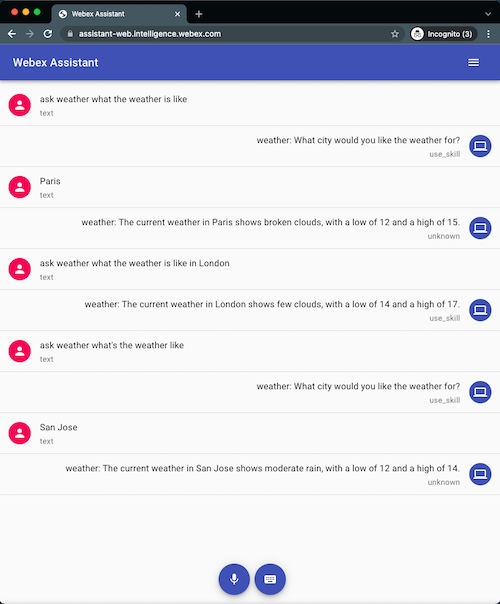 Webex Assistant
assistant-web.intelligence.webex.com
Incognito (3)
Webex Assistant
ask weather what the weather is like
text
weather: What city would you like the weather for?
use_skill
Paris
text
weather: The current weather in Paris shows broken clouds, with a low of 12 and a high of 15.
unknown
ask weather what the weather is like in London
text
weather: The current weather in London shows few clouds, with a low of 14 and a high of 17.
use_skill
ask weather what's the weather like
text
weather: What city would you like the weather for?
use_skill
San Jose
text
weather: The current weather in San Jose shows moderate rain, with a low of 12 and a high of 14.
unknown